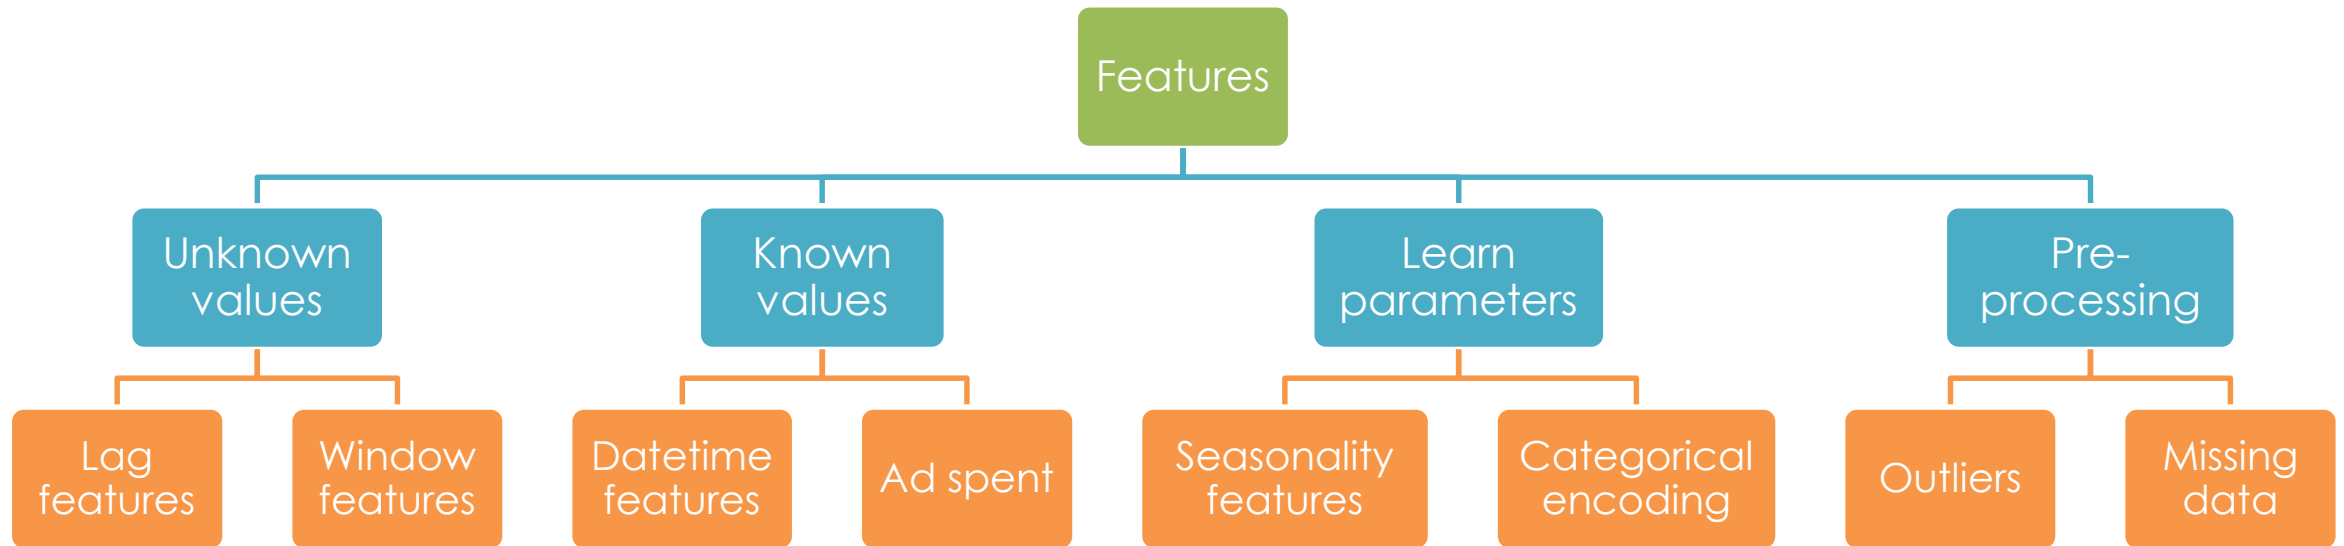 Features
Unknown
values
Known
values
Learn
parameters
Pre-
processing
Lag
features
Window
features
Datetime
features
Ad spent
Seasonality
features
Categorical
encoding
Outliers
Missing
data